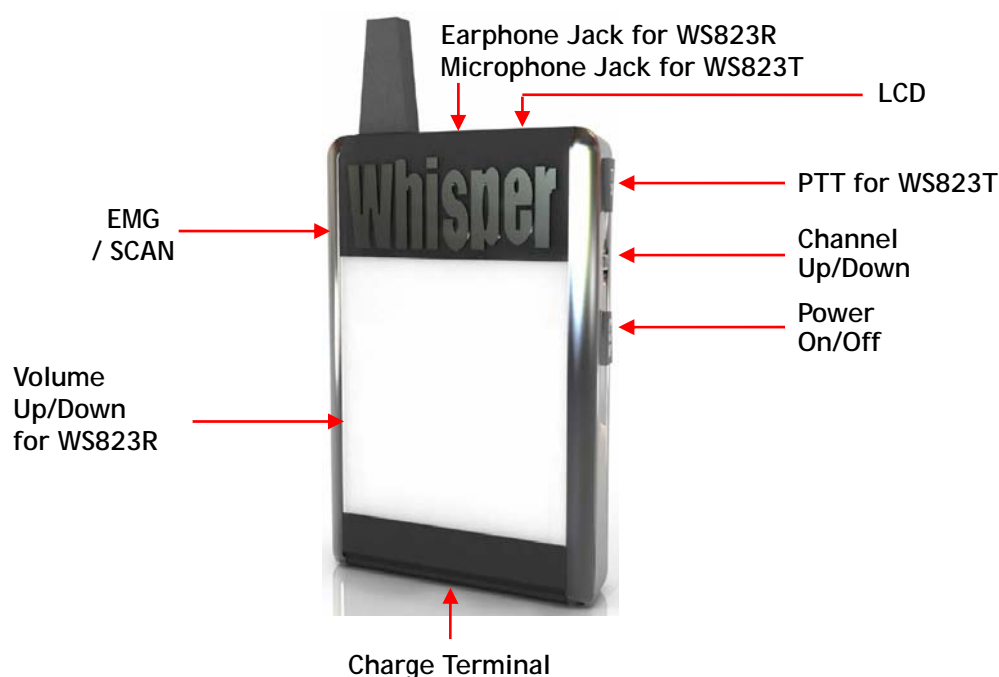 Earphone Jack for WS823R
Microphone Jack for WS823T
LCD
Whisper
PTT for WS823T
EMG
/ SCAN
Channel
Up/Down
Power
On/Off
Volume
Up/Down
for WS823R
Charge Terminal